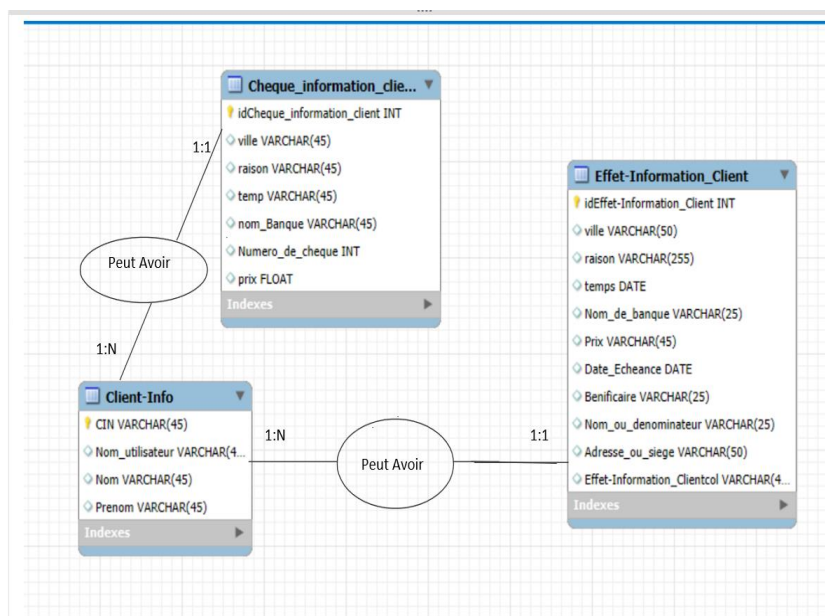 Cheque_information_clie...
idCheque_information_client INT
ville VARCHAR(45)
raison VARCHAR(45)
temp VARCHAR(45)
nom_Banque VARCHAR(45)
Numero_de_cheque INT
prix FLOAT
Indexes
1:1
Peut Avoir
1:N
Effet-Information_Client
idEffet-Information_Client INT
ville VARCHAR(50)
raison VARCHAR(255)
temps DATE
Nom_de_banque VARCHAR(25)
Prix VARCHAR(45)
Date_Echeance DATE
Benificaire VARCHAR(25)
Nom_ou_denominateur VARCHAR(25)
Adresse_ou_siege VARCHAR(50)
Effet-Information_Clientcol VARCHAR(4...
Indexes
Client-Info
CIN VARCHAR(45)
Nom_utilisateur VARCHAR(4...
Nom VARCHAR(45)
Prenom VARCHAR(45)
Indexes
1:N
Peut Avoir
1:1